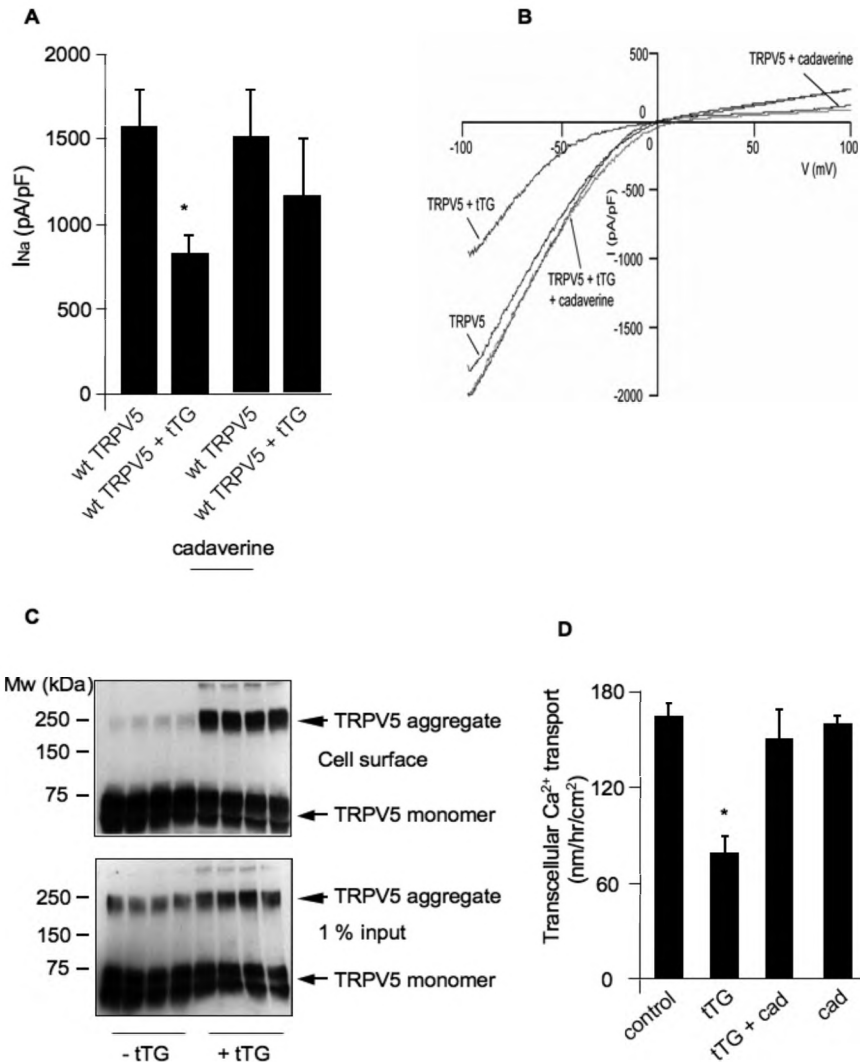 A
2000
1500
1000
500
0
I_Na (pA/pF)
*
wt TRPV5
wt TRPV5 + tTG
wt TRPV5
wt TRPV5 + tTG
cadaverine
B
500
0
-500
-1000
-1500
-2000
I (pA/pF)
-100
-50
0
50
100
V (mV)
TRPV5 + cadaverine
TRPV5 + tTG
TRPV5 + tTG
+ cadaverine
TRPV5
C
Mw (kDa)
250
150
75
TRPV5 aggregate
Cell surface
TRPV5 monomer
250
150
75
TRPV5 aggregate
1 % input
TRPV5 monomer
- tTG
+ tTG
D
Transcellular Ca²⁺ transport
(nm/hr/cm²)
180
120
60
0
*
control
tTG
tTG + cad
cad